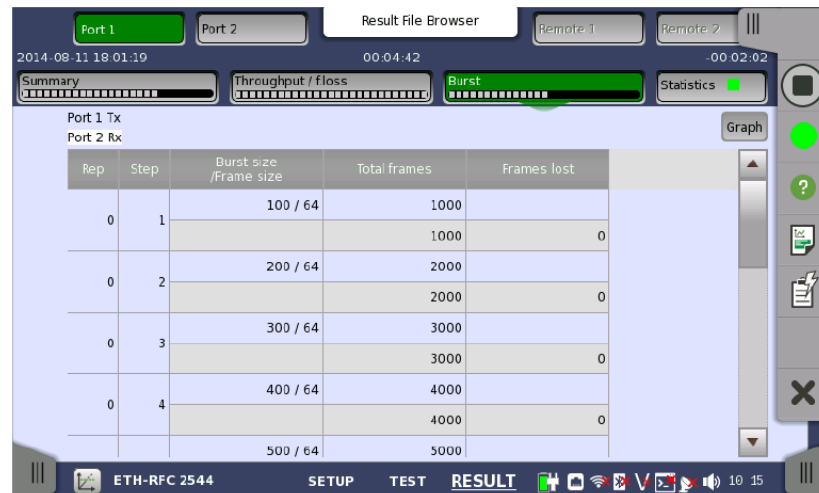 Port 1 Port 2 Result File Browser Remote 1 Remote 2
2014-08-11 18:01:19 00:04:42 -00:02:02
Summary Throughput / floss Burst Statistics
Port 1 Tx
Port 2 Rx
Graph
Rep Step Burst size /Frame size Total frames Frames lost
0 1 100 / 64 1000
1000 0
0 2 200 / 64 2000
2000 0
0 3 300 / 64 3000
3000 0
0 4 400 / 64 4000
4000 0
500 / 64 5000
ETH-RFC 2544 SETUP TEST RESULT 10 15